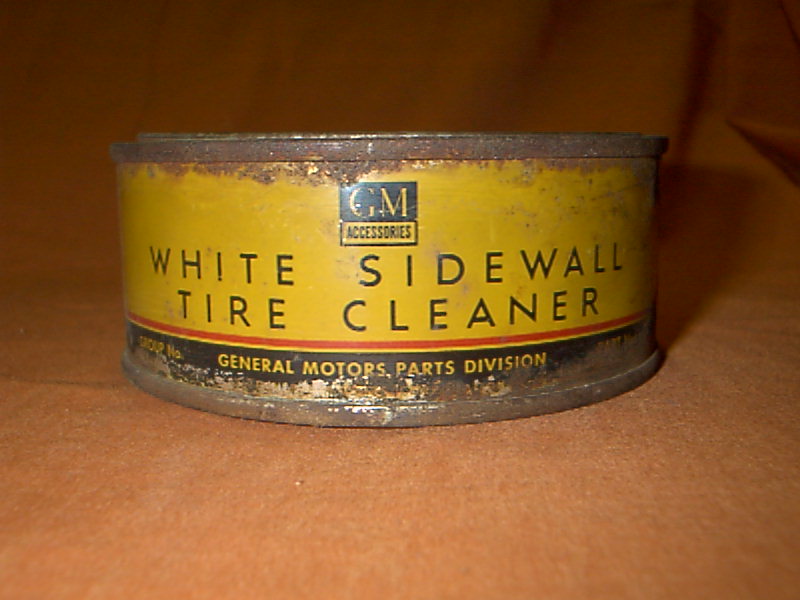 GM
ACCESSORIES
WHITE SIDEWALL
TIRE CLEANER
GROUP No.
GENERAL MOTORS PARTS DIVISION